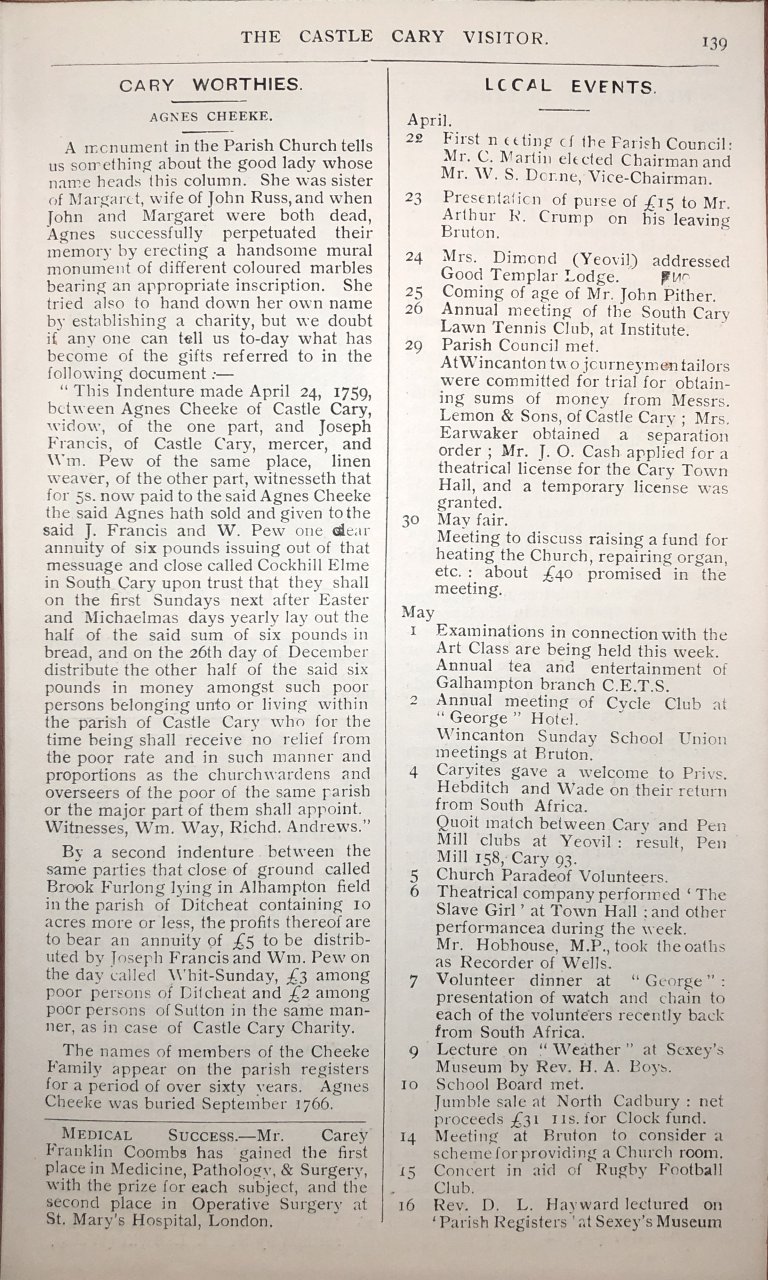 THE CASTLE CARY VISITOR.
139
CARY WORTHIES.
AGNES CHEEKE.
A monument in the Parish Church tells
us something about the good lady whose
name heads this column. She was sister
of Margaret, wife of John Russ, and when
John and Margaret were both dead,
Agnes successfully perpetuated their
memory by erecting a handsome mural
monument of different coloured marbles
bearing an appropriate inscription. She
tried also to hand down her own name
by establishing a charity, but we doubt
if any one can tell us to-day what has
become of the gifts referred to in the
following document :—
" This Indenture made April 24, 1759,
between Agnes Cheeke of Castle Cary,
widow, of the one part, and Joseph
Francis, of Castle Cary, mercer, and
Wm. Pew of the same place, linen
weaver, of the other part, witnesseth that
for 5s. now paid to the said Agnes Cheeke
the said Agnes hath sold and given to the
said J. Francis and W. Pew one clear
annuity of six pounds issuing out of that
messuage and close called Cockhill Elme
in South Cary upon trust that they shall
on the first Sundays next after Easter
and Michaelmas days yearly lay out the
half of the said sum of six pounds in
bread, and on the 26th day of December
distribute the other half of the said six
pounds in money amongst such poor
persons belonging unto or living within
the parish of Castle Cary who for the
time being shall receive no relief from
the poor rate and in such manner and
proportions as the churchwardens and
overseers of the poor of the same parish
or the major part of them shall appoint.
Witnesses, Wm. Way, Richd. Andrews."
By a second indenture between the
same parties that close of ground called
Brook Furlong lying in Alhampton field
in the parish of Ditcheat containing 10
acres more or less, the profits thereof are
to bear an annuity of £5 to be distrib-
uted by Joseph Francis and Wm. Pew on
the day called Whit-Sunday, £3 among
poor persons of Ditcheat and £2 among
poor persons of Sutton in the same man-
ner, as in case of Castle Cary Charity.
The names of members of the Cheeke
Family appear on the parish registers
for a period of over sixty years. Agnes
Cheeke was buried September 1766.
MEDICAL SUCCESS.—Mr. Carey
Franklin Coombs has gained the first
place in Medicine, Pathology, & Surgery,
with the prize for each subject, and the
second place in Operative Surgery at
St. Mary's Hospital, London.
LOCAL EVENTS.
April.
22 First meeting of the Parish Council:
Mr. C. Martin elected Chairman and
Mr. W. S. Donne, Vice-Chairman.
23 Presentation of purse of £15 to Mr.
Arthur R. Crump on his leaving
Bruton.
24 Mrs. Dimond (Yeovil) addressed
Good Templar Lodge.
25 Coming of age of Mr. John Pither.
26 Annual meeting of the South Cary
Lawn Tennis Club, at Institute.
29 Parish Council met.
At Wincanton two journeymen tailors
were committed for trial for obtain-
ing sums of money from Messrs.
Lemon & Sons, of Castle Cary ; Mrs.
Earwaker obtained a separation
order ; Mr. J. O. Cash applied for a
theatrical license for the Cary Town
Hall, and a temporary license was
granted.
30 May fair.
Meeting to discuss raising a fund for
heating the Church, repairing organ,
etc. : about £40 promised in the
meeting.
May
1 Examinations in connection with the
Art Class are being held this week.
Annual tea and entertainment of
Galhampton branch C.E.T.S.
2 Annual meeting of Cycle Club at
" George " Hotel.
Wincanton Sunday School Union
meetings at Bruton.
4 Caryites gave a welcome to Privs.
Hebditch and Wade on their return
from South Africa.
Quoit match between Cary and Pen
Mill clubs at Yeovil : result, Pen
Mill 158, Cary 93.
5 Church Parade of Volunteers.
6 Theatrical company performed ' The
Slave Girl ' at Town Hall ; and other
performancea during the week.
Mr. Hobhouse, M.P., took the oaths
as Recorder of Wells.
7 Volunteer dinner at " George " :
presentation of watch and chain to
each of the volunteers recently back
from South Africa.
9 Lecture on " Weather " at Sexey's
Museum by Rev. H. A. Boys.
10 School Board met.
Jumble sale at North Cadbury : net
proceeds £31 11s. for Clock fund.
14 Meeting at Bruton to consider a
scheme for providing a Church room.
15 Concert in aid of Rugby Football
Club.
16 Rev. D. L. Hayward lectured on
'Parish Registers' at Sexey's Museum